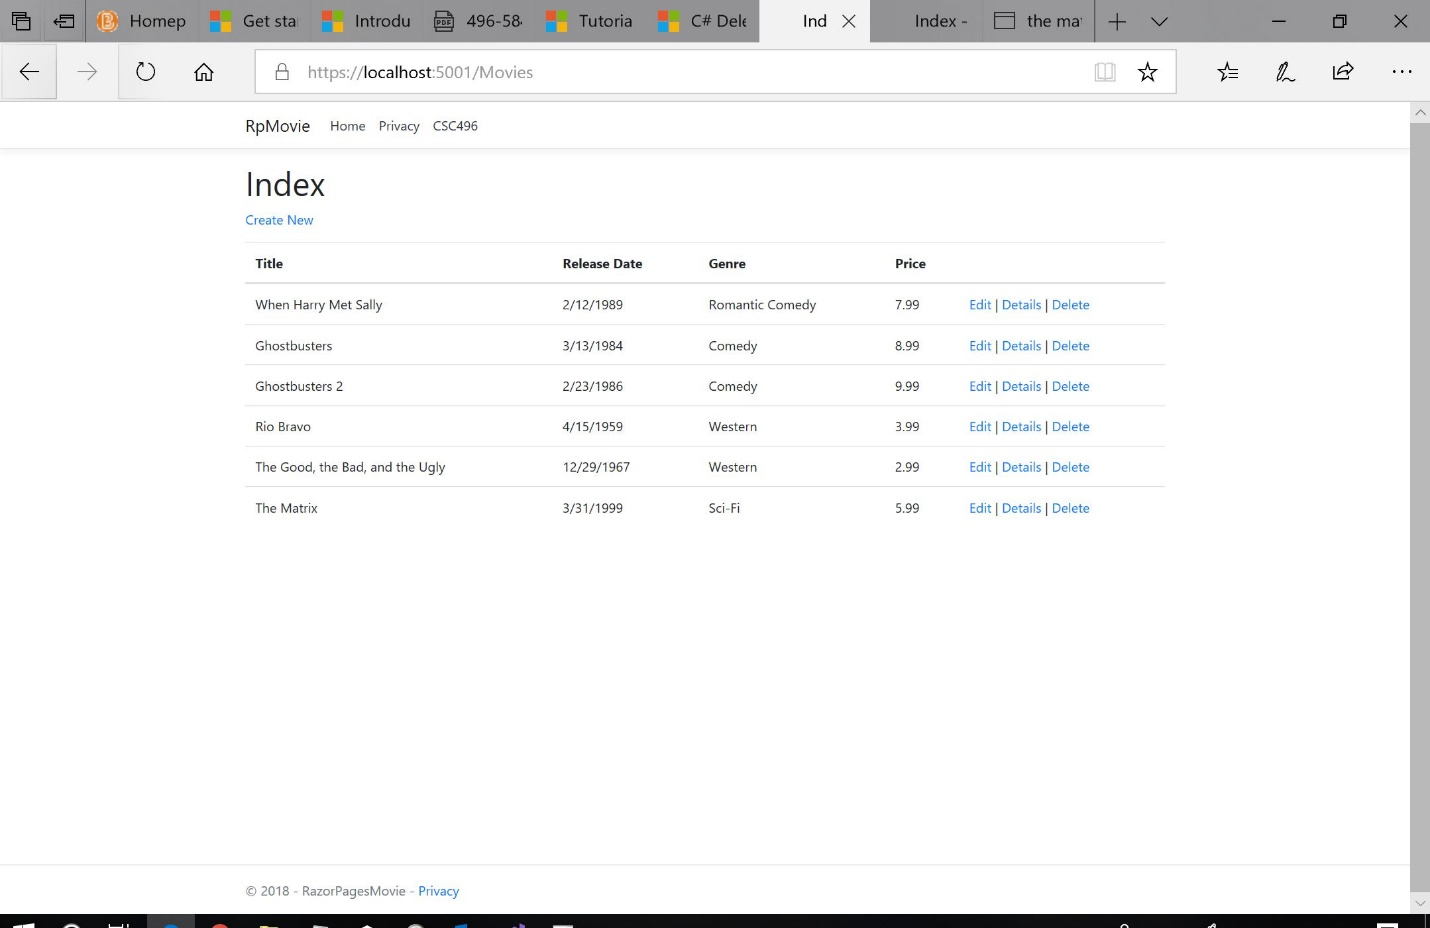 Homep Get sta Introdu 496-58 Tutoria C# Dele Ind Index - the ma
https://localhost:5001/Movies
RpMovie Home Privacy CSC496
Index
Create New
Title Release Date Genre Price
When Harry Met Sally 2/12/1989 Romantic Comedy 7.99 Edit | Details | Delete
Ghostbusters 3/13/1984 Comedy 8.99 Edit | Details | Delete
Ghostbusters 2 2/23/1986 Comedy 9.99 Edit | Details | Delete
Rio Bravo 4/15/1959 Western 3.99 Edit | Details | Delete
The Good, the Bad, and the Ugly 12/29/1967 Western 2.99 Edit | Details | Delete
The Matrix 3/31/1999 Sci-Fi 5.99 Edit | Details | Delete
© 2018 - RazorPagesMovie - Privacy